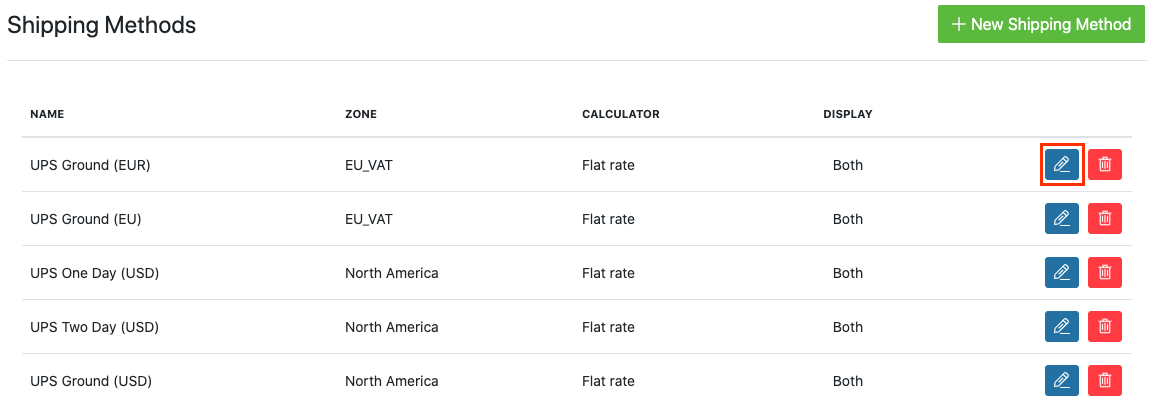 Shipping Methods
+ New Shipping Method
NAME ZONE CALCULATOR DISPLAY
UPS Ground (EUR) EU_VAT Flat rate Both
UPS Ground (EU) EU_VAT Flat rate Both
UPS One Day (USD) North America Flat rate Both
UPS Two Day (USD) North America Flat rate Both
UPS Ground (USD) North America Flat rate Both